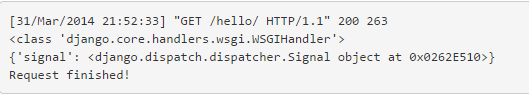 [31/Mar/2014 21:52:33] "GET /hello/ HTTP/1.1" 200 263
<class 'django.core.handlers.wsgi.WSGIHandler'>
{'signal': <django.dispatch.dispatcher.Signal object at 0x0262E510>}
Request finished!